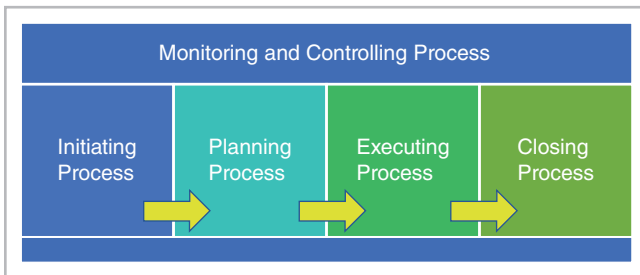 Monitoring and Controlling Process
Initiating
Process
Planning
Process
Executing
Process
Closing
Process